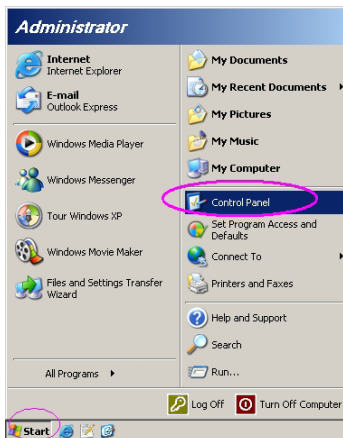 Administrator
Internet
Internet Explorer
E-mail
Outlook Express
Windows Media Player
Windows Messenger
Tour Windows XP
Windows Movie Maker
Files and Settings Transfer
Wizard
All Programs
My Documents
My Recent Documents
My Pictures
My Music
My Computer
Control Panel
Set Program Access and
Defaults
Connect To
Printers and Faxes
Help and Support
Search
Run...
Log Off
Turn Off Computer
Start